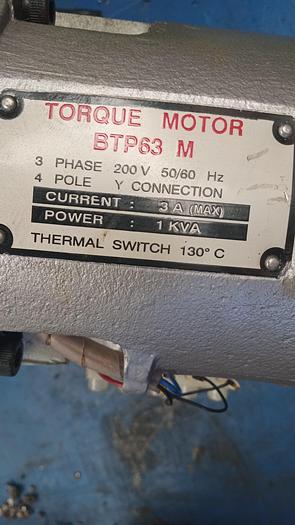 TORQUE MOTOR
BTP63 M
3 PHASE 200 V 50/60 Hz
4 POLE Y CONNECTION
CURRENT : 3 A (MAX)
POWER : 1 KVA
THERMAL SWITCH 130° C